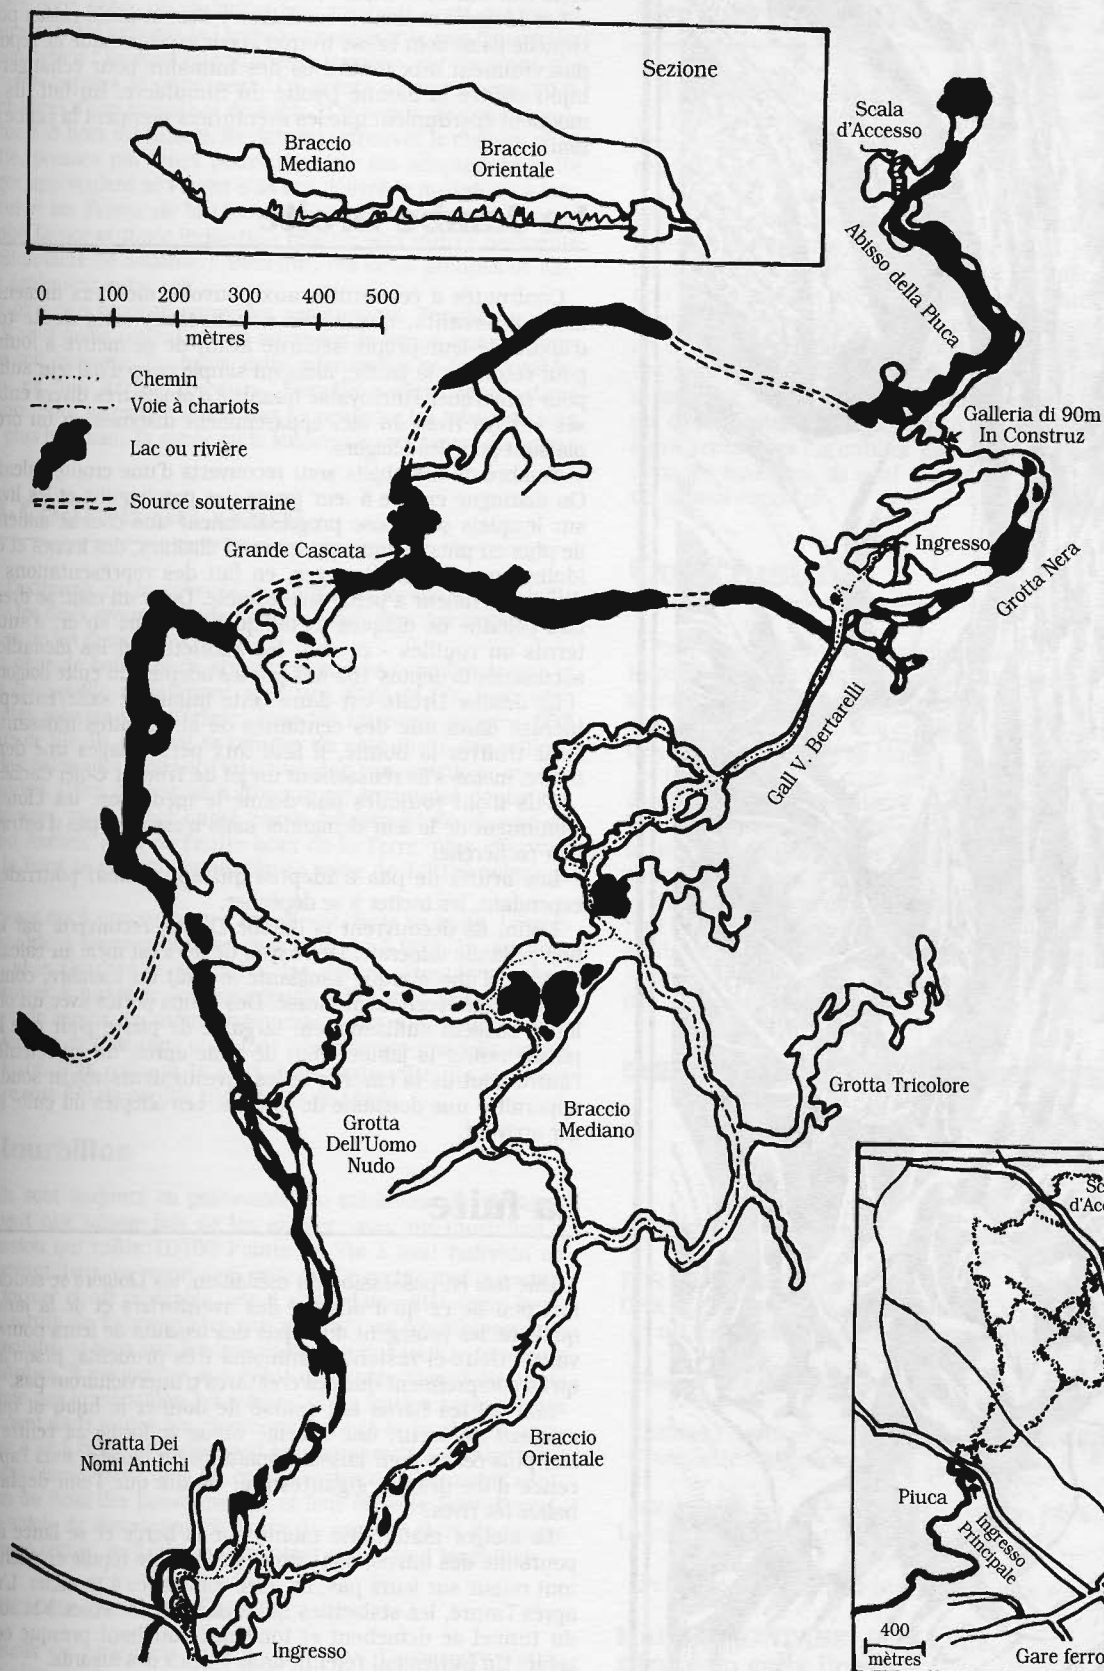 Sezione
Braccio
Mediano
Braccio
Orientale
Scala
d'Accesso
Abisso della Piuca
0 100 200 300 400 500
mètres
Chemin
Voie à chariots
Lac ou rivière
Source souterraine
Galleria di 90m
In Construz
Grande Cascata
Ingresso
Grotta Nera
Gall V. Bertarelli
Grotta Tricolore
Braccio
Mediano
Grotta
Dell'Uomo
Nudo
Gratta Dei
Nomi Antichi
Braccio
Orientale
Ingresso
d'Acc
Piuca
Ingresso
Principale
400
mètres
Gare ferro